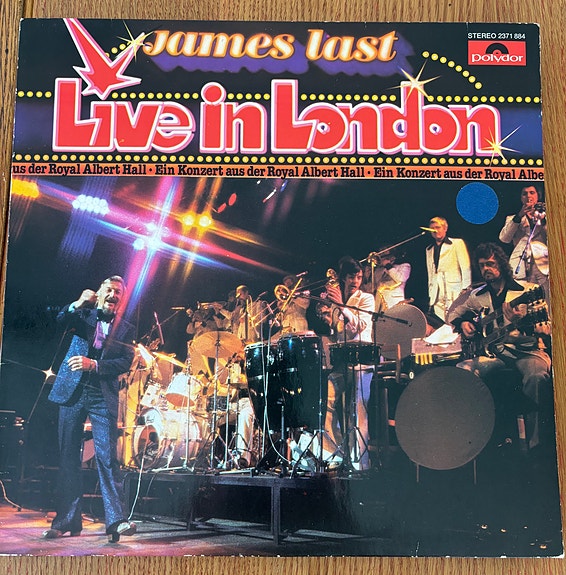 STEREO 2371 884
polydor
james last
Live in London
us der Royal Albert Hall · Ein Konzert aus der Royal Albert Hall · Ein Konzert aus der Royal Albe